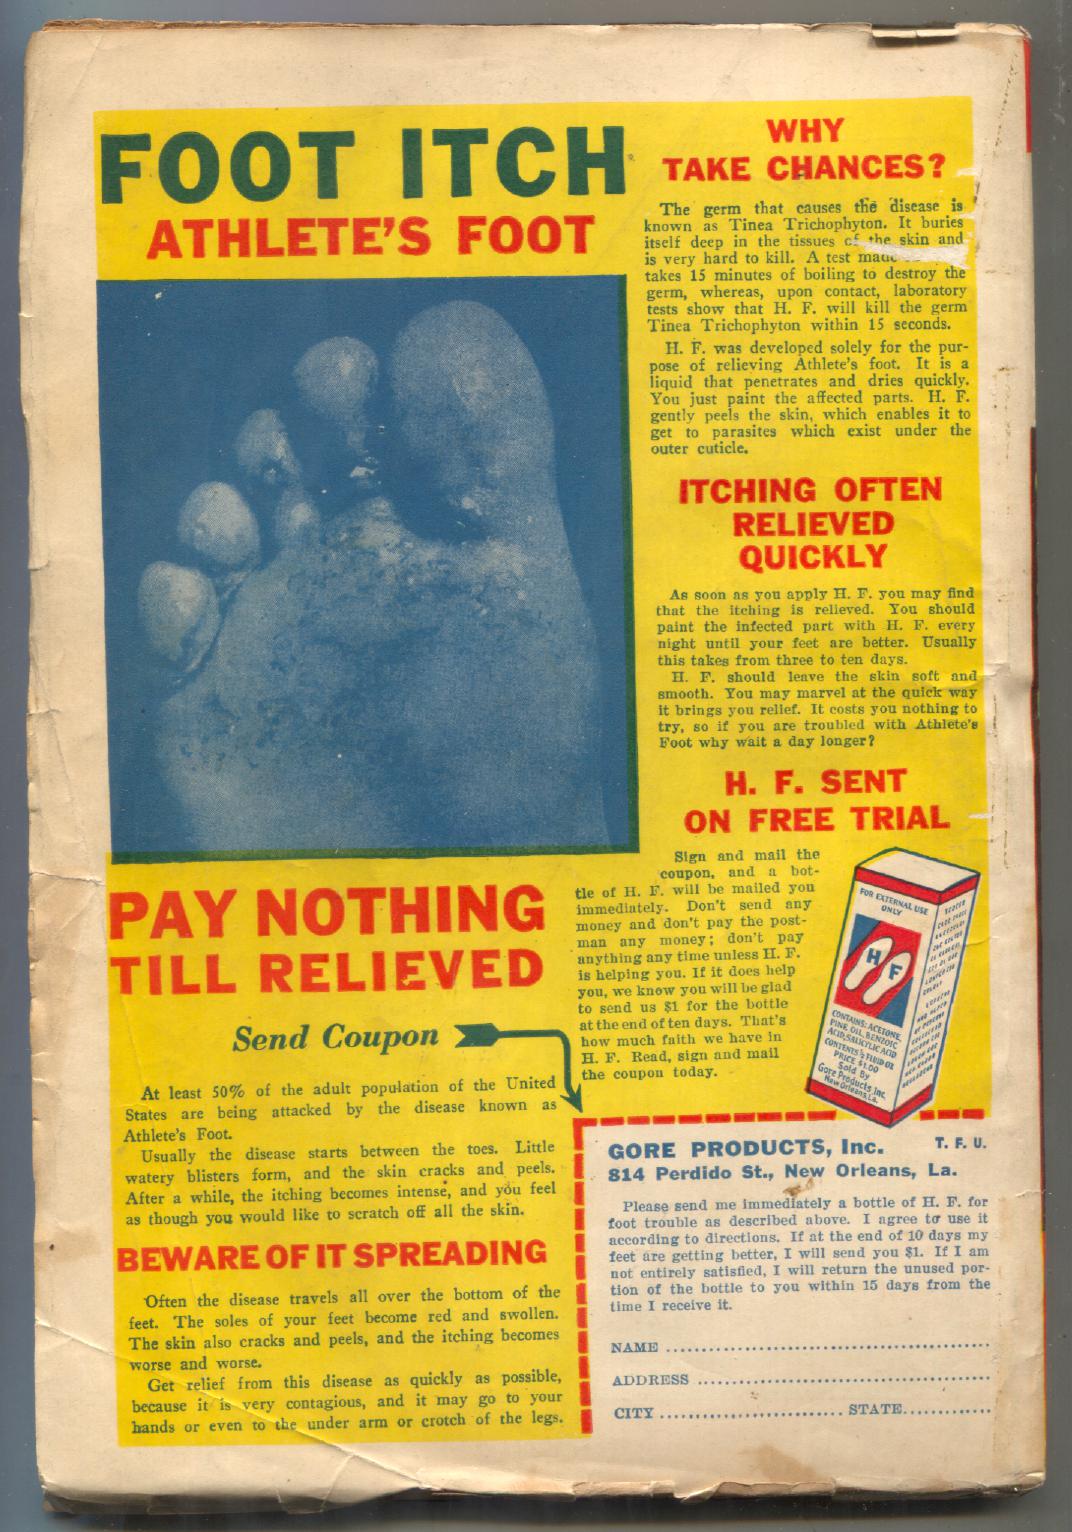 FOOT ITCH
ATHLETE'S FOOT
PAY NOTHING
TILL RELIEVED
Send Coupon
At least 50% of the adult population of the United
States are being attacked by the disease known as
Athlete's Foot.
Usually the disease starts between the toes. Little
watery blisters form, and the skin cracks and peels.
After a while, the itching becomes intense, and you feel
as though you would like to scratch off all the skin.
BEWARE OF IT SPREADING
Often the disease travels all over the bottom of the
feet. The soles of your feet become red and swollen.
The skin also cracks and peels, and the itching becomes
worse and worse.
Get relief from this disease as quickly as possible,
because it is very contagious, and it may go to your
hands or even to the under arm or crotch of the legs.
WHY
TAKE CHANCES?
The germ that causes the disease is
known as Tinea Trichophyton. It buries
itself deep in the tissues of the skin and
is very hard to kill. A test made
takes 15 minutes of boiling to destroy the
germ, whereas, upon contact, laboratory
tests show that H. F. will kill the germ
Tinea Trichophyton within 15 seconds.
H. F. was developed solely for the pur-
pose of relieving Athlete's foot. It is a
liquid that penetrates and dries quickly.
You just paint the affected parts. H. F.
gently peels the skin, which enables it to
get to parasites which exist under the
outer cuticle.
ITCHING OFTEN
RELIEVED
QUICKLY
As soon as you apply H. F. you may find
that the itching is relieved. You should
paint the infected part with H. F. every
night until your feet are better. Usually
this takes from three to ten days.
H. F. should leave the skin soft and
smooth. You may marvel at the quick way
it brings you relief. It costs you nothing to
try, so if you are troubled with Athlete's
Foot why wait a day longer?
H. F. SENT
ON FREE TRIAL
Sign and mail the
coupon, and a bot-
tle of H. F. will be mailed you
immediately. Don't send any
money and don't pay the post-
man any money; don't pay
anything any time unless H. F.
is helping you. If it does help
you, we know you will be glad
to send us $1 for the bottle
at the end of ten days. That's
how much faith we have in
H. F. Read, sign and mail
the coupon today.
FOR EXTERNAL USE
ONLY
H F
CONTAINS: ACETONE,
PINE OIL, BENZOIC
ACID, SALICYLIC ACID
CONTENTS ½ FLUID OZ
PRICE $1.00
Sold By
Gore Products, Inc.
New Orleans, La.
GORE PRODUCTS, Inc. T. F. U.
814 Perdido St., New Orleans, La.
Please send me immediately a bottle of H. F. for
foot trouble as described above. I agree to use it
according to directions. If at the end of 10 days my
feet are getting better, I will send you $1. If I am
not entirely satisfied, I will return the unused por-
tion of the bottle to you within 15 days from the
time I receive it.
NAME
ADDRESS
CITY STATE